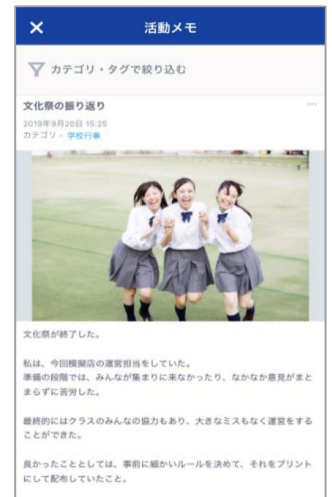 活動メモ
カテゴリ・タグで絞り込む
文化祭の振り返り
2019年9月20日 15:25
カテゴリ - 学校行事
文化祭が終了した。
私は、今回模擬店の運営担当をしていた。
準備の段階では、みんなが集まりに来なかったり、なかなか意見がまと
まらずに苦労した。
最終的にはクラスのみんなの協力もあり、大きなミスもなく運営をする
ことができた。
良かったこととしては、事前に細かいルールを決めて、それをプリント
にして配布していたこと。